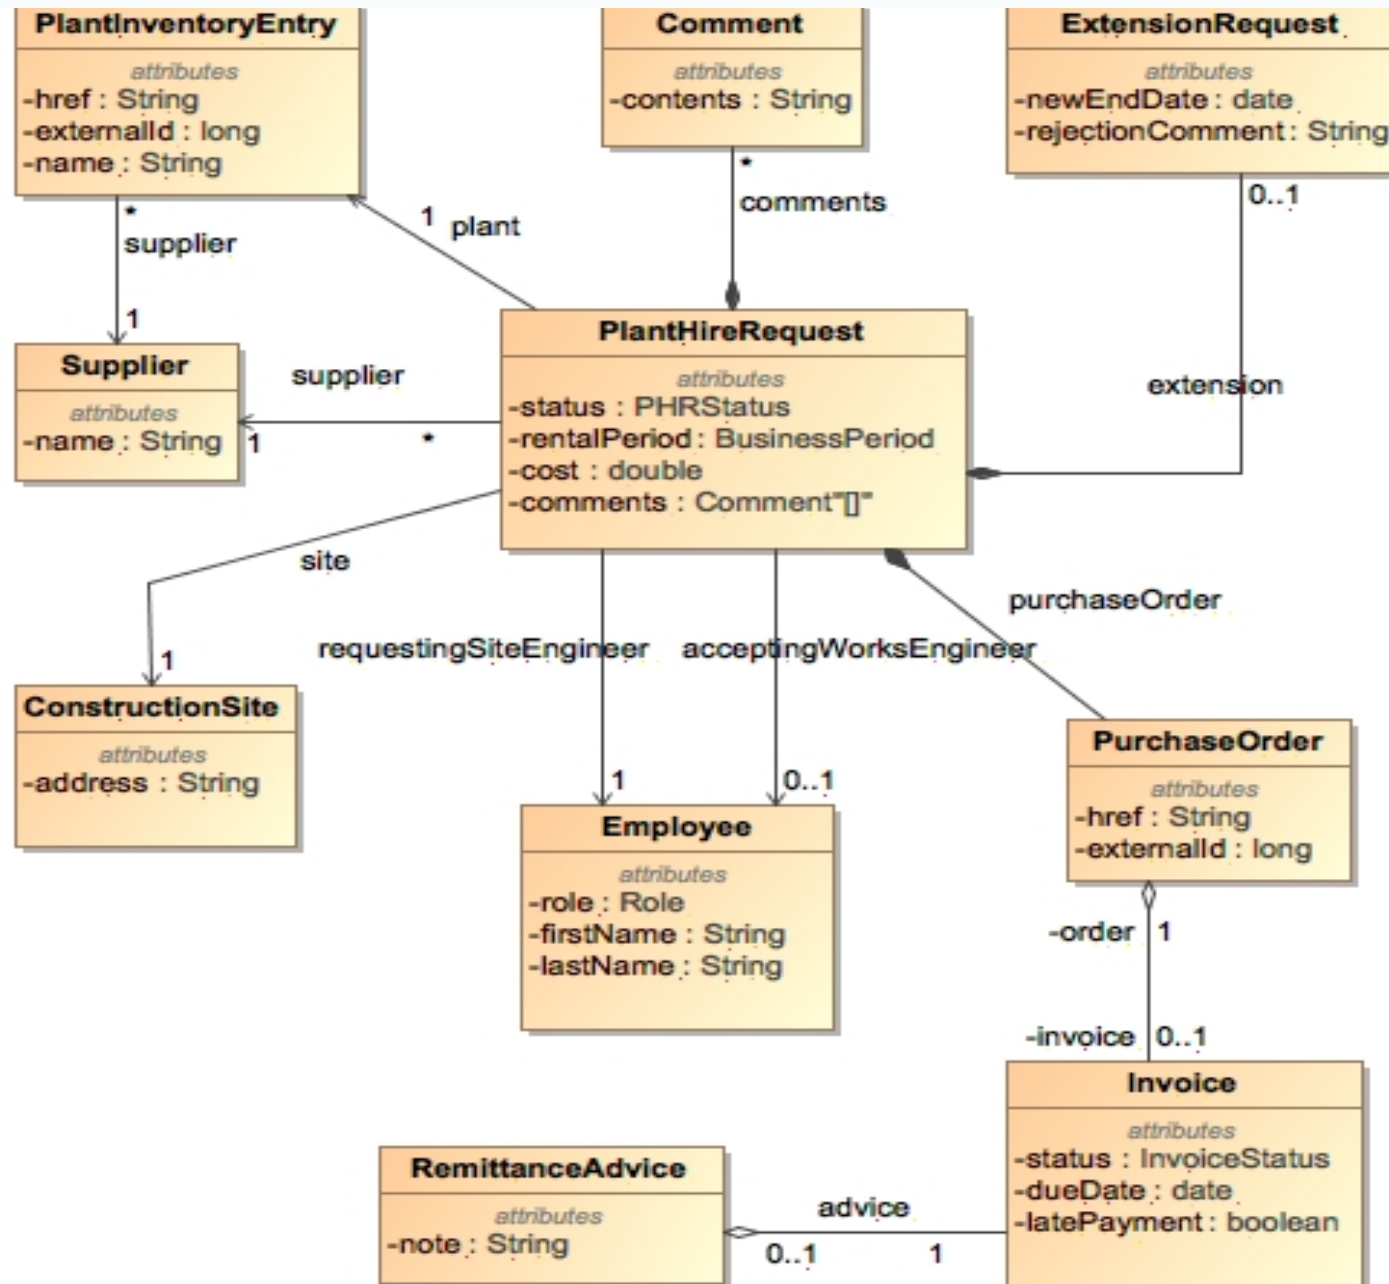 PlantInventoryEntry
attributes
-href : String
-externalId : long
-name : String
Comment
attributes
-contents : String
ExtensionRequest
attributes
-newEndDate : date
-rejectionComment : String
*
supplier
1
1 plant
*
comments
0..1
extension
Supplier
attributes
-name : String
supplier
1
*
PlantHireRequest
attributes
-status : PHRStatus
-rentalPeriod : BusinessPeriod
-cost : double
-comments : Comment"[]"
site
1
requestingSiteEngineer
1
acceptingWorksEngineer
0..1
purchaseOrder
ConstructionSite
attributes
-address : String
Employee
attributes
-role : Role
-firstName : String
-lastName : String
PurchaseOrder
attributes
-href : String
-externalId : long
-order 1
-invoice 0..1
Invoice
attributes
-status : InvoiceStatus
-dueDate : date
-latePayment : boolean
RemittanceAdvice
attributes
-note : String
advice
0..1 1